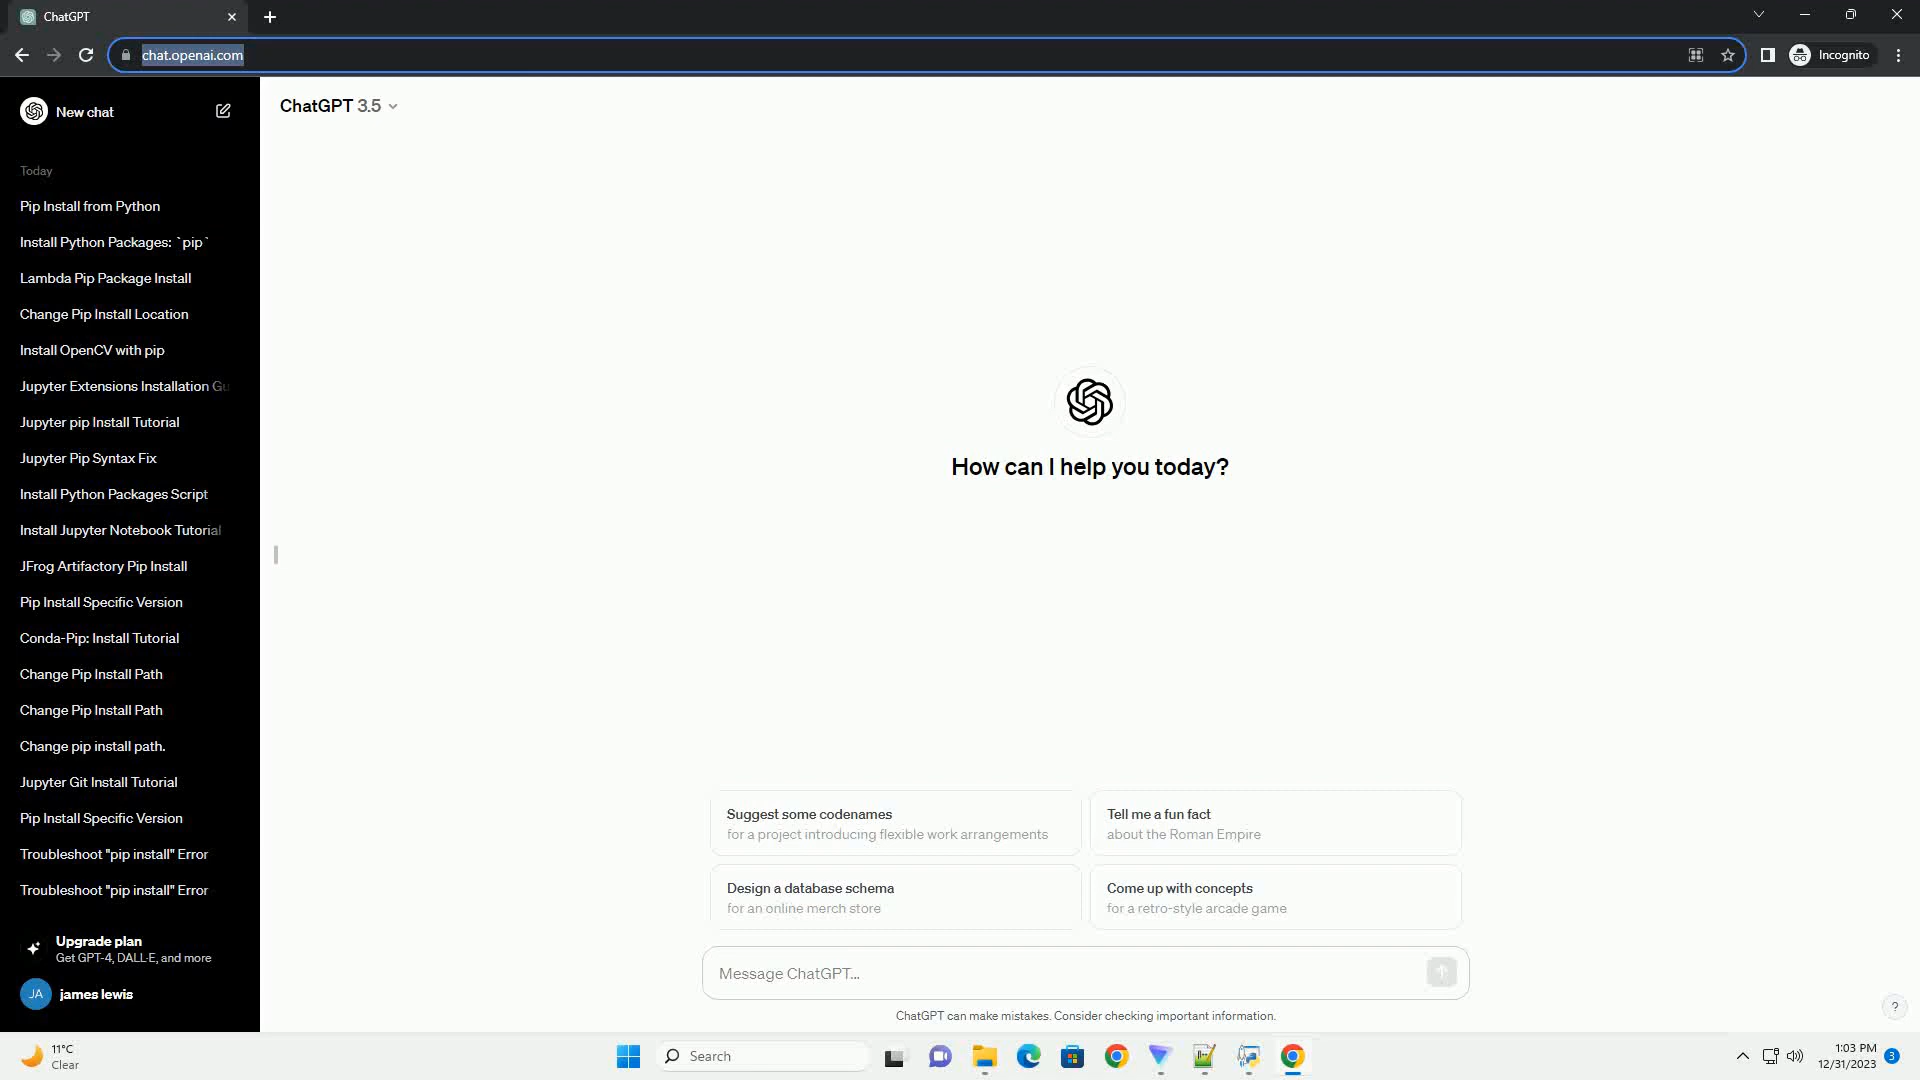 ChatGPT
chat.openai.com
Incognito
New chat
ChatGPT 3.5
Today
Pip Install from Python
Install Python Packages: `pip`
Lambda Pip Package Install
Change Pip Install Location
Install OpenCV with pip
Jupyter Extensions Installation Gu
Jupyter pip Install Tutorial
Jupyter Pip Syntax Fix
Install Python Packages Script
Install Jupyter Notebook Tutorial
JFrog Artifactory Pip Install
Pip Install Specific Version
Conda-Pip: Install Tutorial
Change Pip Install Path
Change Pip Install Path
Change pip install path.
Jupyter Git Install Tutorial
Pip Install Specific Version
Troubleshoot "pip install" Error
Troubleshoot "pip install" Error
Upgrade plan
Get GPT-4, DALL·E, and more
JA
james lewis
How can I help you today?
Suggest some codenames
for a project introducing flexible work arrangements
Tell me a fun fact
about the Roman Empire
Design a database schema
for an online merch store
Come up with concepts
for a retro-style arcade game
Message ChatGPT...
ChatGPT can make mistakes. Consider checking important information.
?
11°C
Clear
Search
1:03 PM
12/31/2023
3